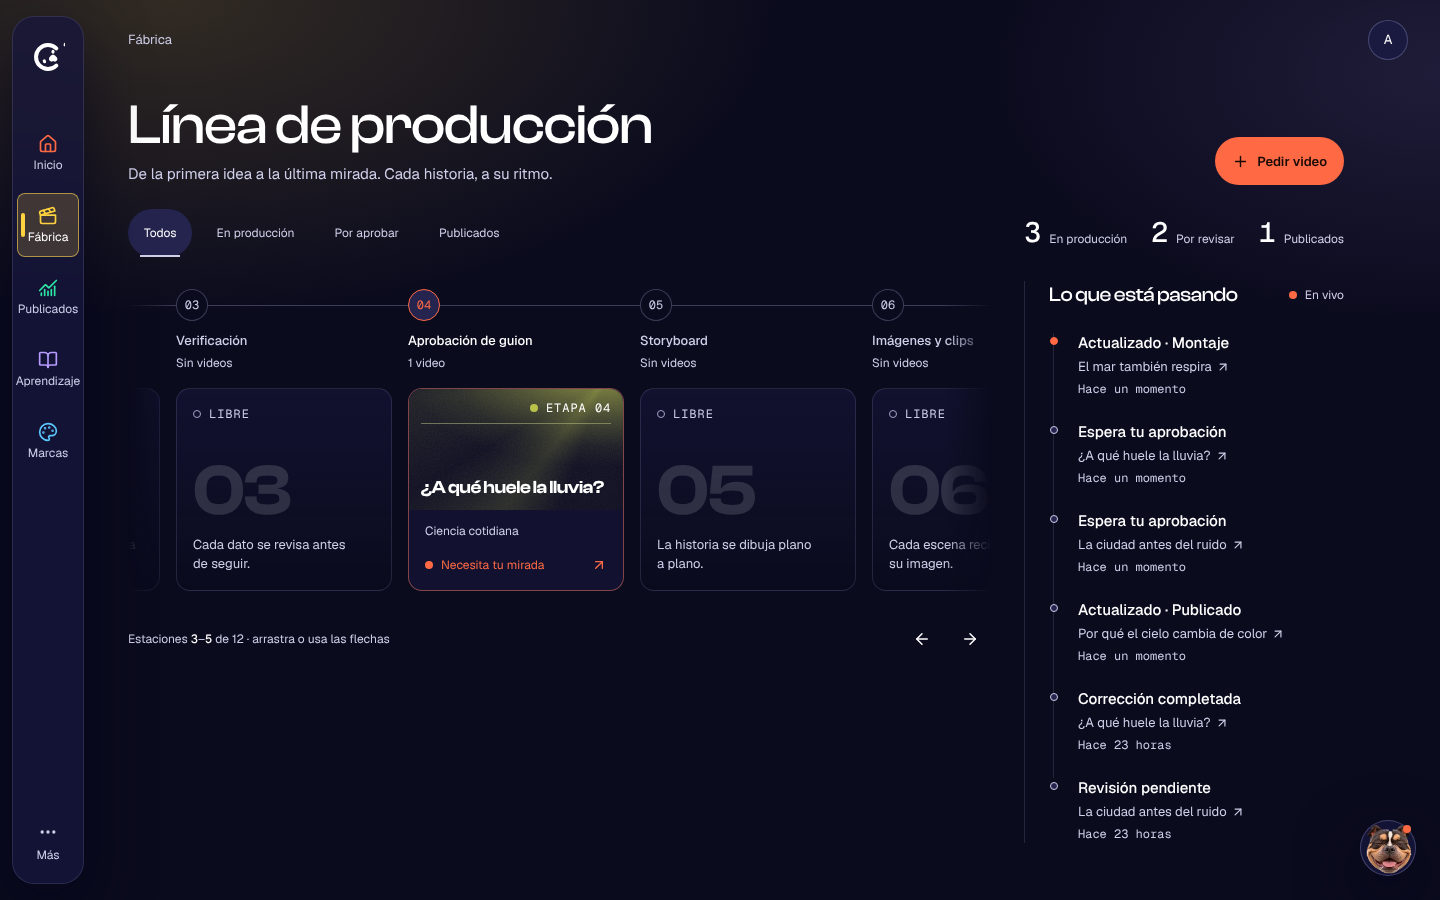 Fábrica
A
Inicio
Fábrica
Publicados
Aprendizaje
Marcas
Más
Línea de producción
De la primera idea a la última mirada. Cada historia, a su ritmo.
Pedir video
Todos
En producción
Por aprobar
Publicados
3 En producción
2 Por revisar
1 Publicados
03
Verificación
Sin videos
04
Aprobación de guion
1 video
05
Storyboard
Sin videos
06
Imágenes y clips
Sin videos
LIBRE
03
Cada dato se revisa antes
de seguir.
ETAPA 04
¿A qué huele la lluvia?
Ciencia cotidiana
Necesita tu mirada
LIBRE
05
La historia se dibuja plano
a plano.
LIBRE
06
Cada escena
su imagen.
Estaciones 3–5 de 12 · arrastra o usa las flechas
Lo que está pasando
En vivo
Actualizado · Montaje
El mar también respira
Hace un momento
Espera tu aprobación
¿A qué huele la lluvia?
Hace un momento
Espera tu aprobación
La ciudad antes del ruido
Hace un momento
Actualizado · Publicado
Por qué el cielo cambia de color
Hace un momento
Corrección completada
¿A qué huele la lluvia?
Hace 23 horas
Revisión pendiente
La ciudad antes del ruido
Hace 23 horas